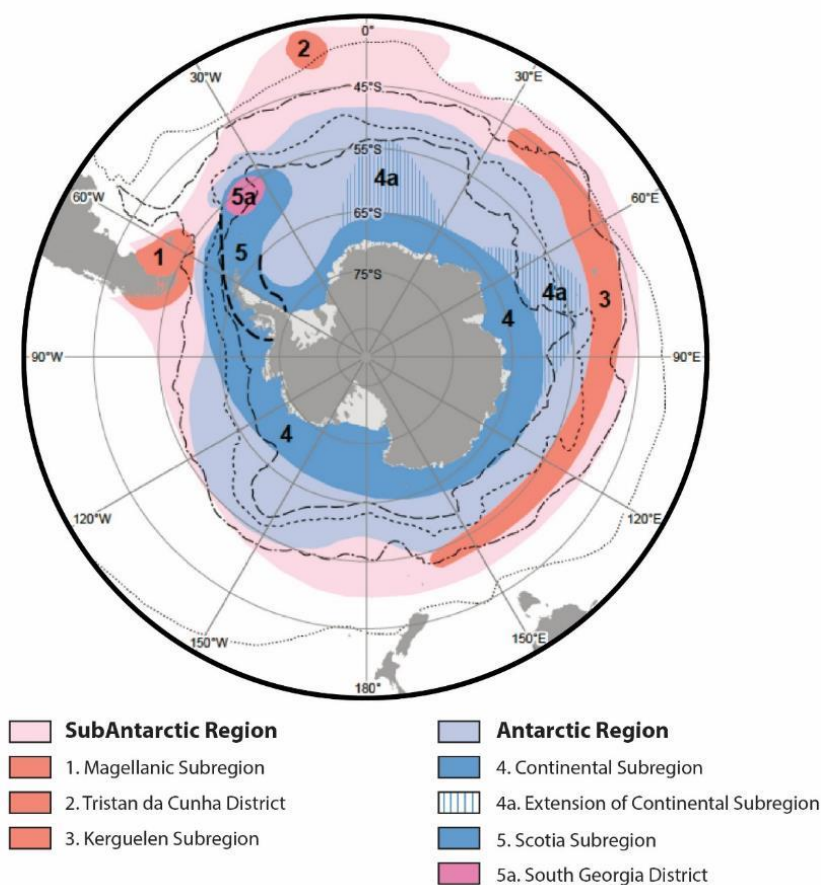 0°
2
30°W
30°E
45°S
55°S
4a
60°W
5a
60°E
65°S
1
5
75°S
4a
3
4
90°W
90°E
4
120°W
120°E
150°W
150°E
180°
SubAntarctic Region
1. Magellanic Subregion
2. Tristan da Cunha District
3. Kerguelen Subregion
Antarctic Region
4. Continental Subregion
4a. Extension of Continental Subregion
5. Scotia Subregion
5a. South Georgia District